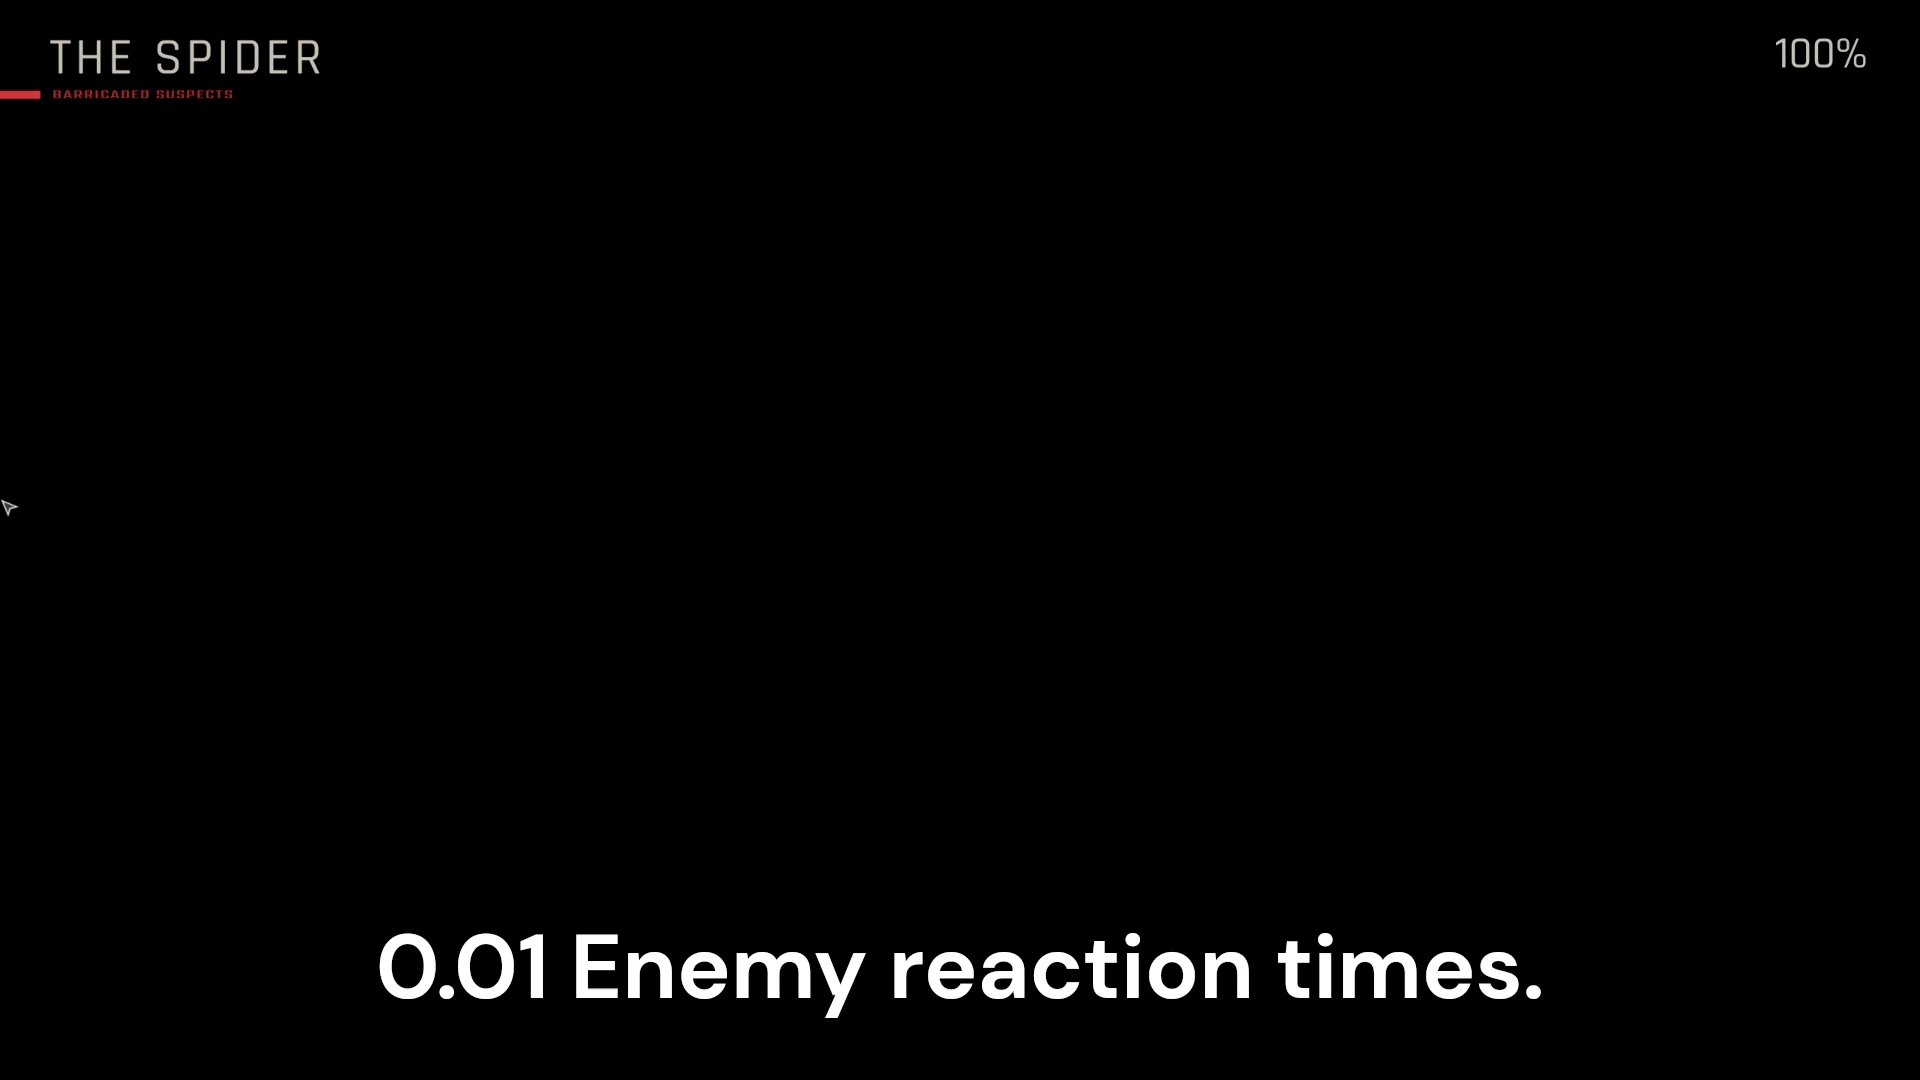 THE SPIDER
100%
BARRICADED SUSPECTS
0.01 Enemy reaction times.